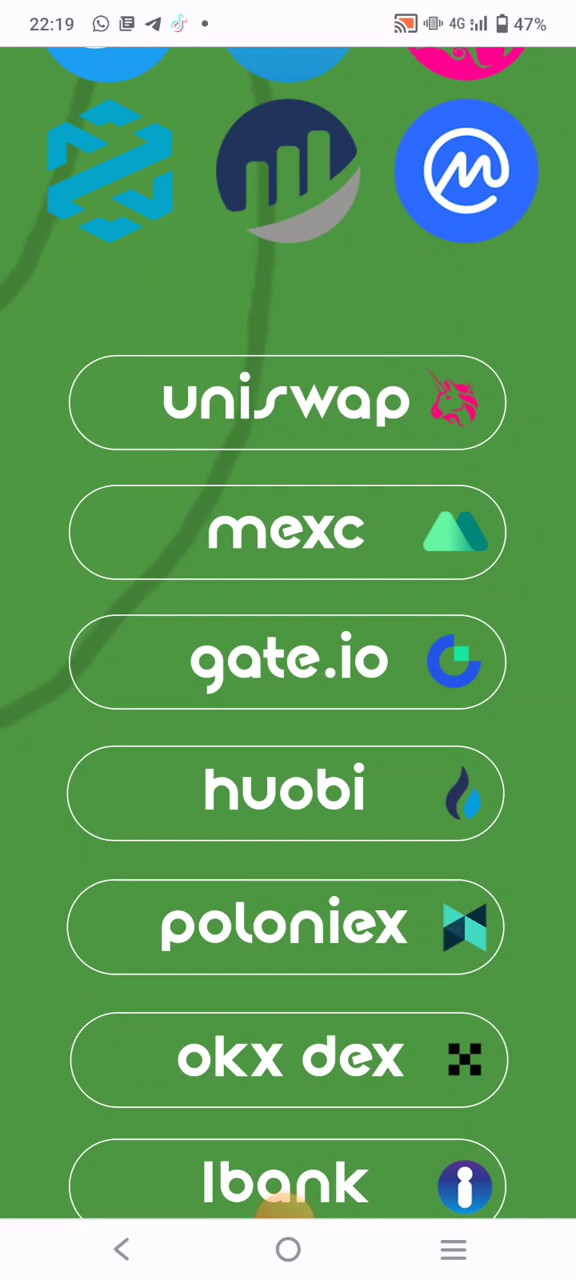 22:19
4G
47%
uniswap
mexc
gate.io
huobi
poloniex
okx dex
lbank